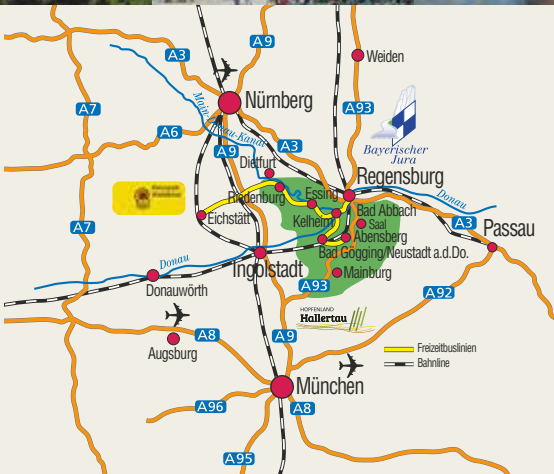 A9
A3
Weiden
A7
Nürnberg
A93
Main-Donau-Kanal
A6
A9
A3
Bayerischer
Jura
Dietfurt
Regensburg
Riedenburg
Essing
Donau
Eichstätt
Kelheim
Bad Abbach
Saal
A3
Passau
A7
Abensberg
Bad Gögging/Neustadt a.d.Do.
Donau
Ingolstadt
Mainburg
Donauwörth
A93
A92
HOPFENLAND
Hallertau
A8
A9
Augsburg
Freizeitbuslinien
Bahnline
München
A96
A8
A95